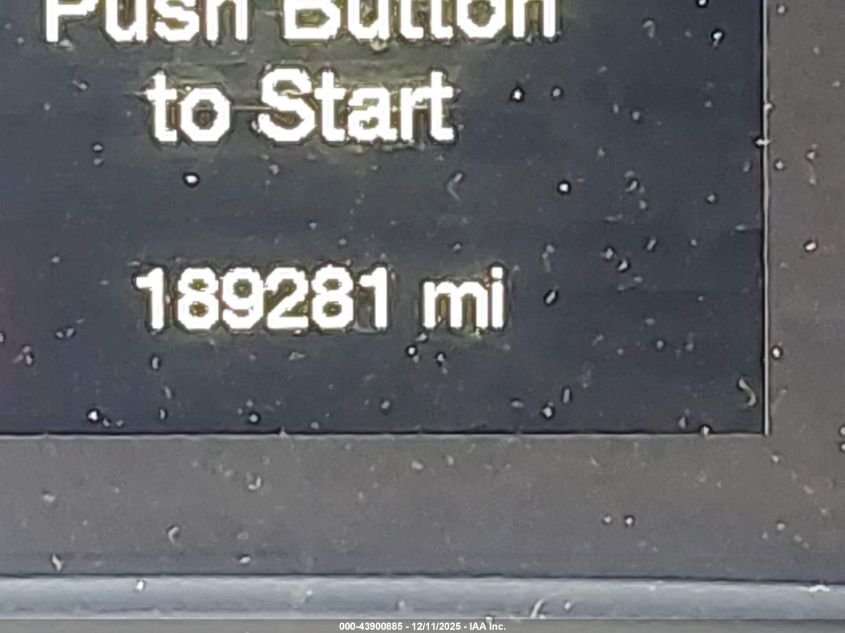 Push Button
to Start
189281 mi
000-43900885 - 12/11/2025 - IAA Inc.